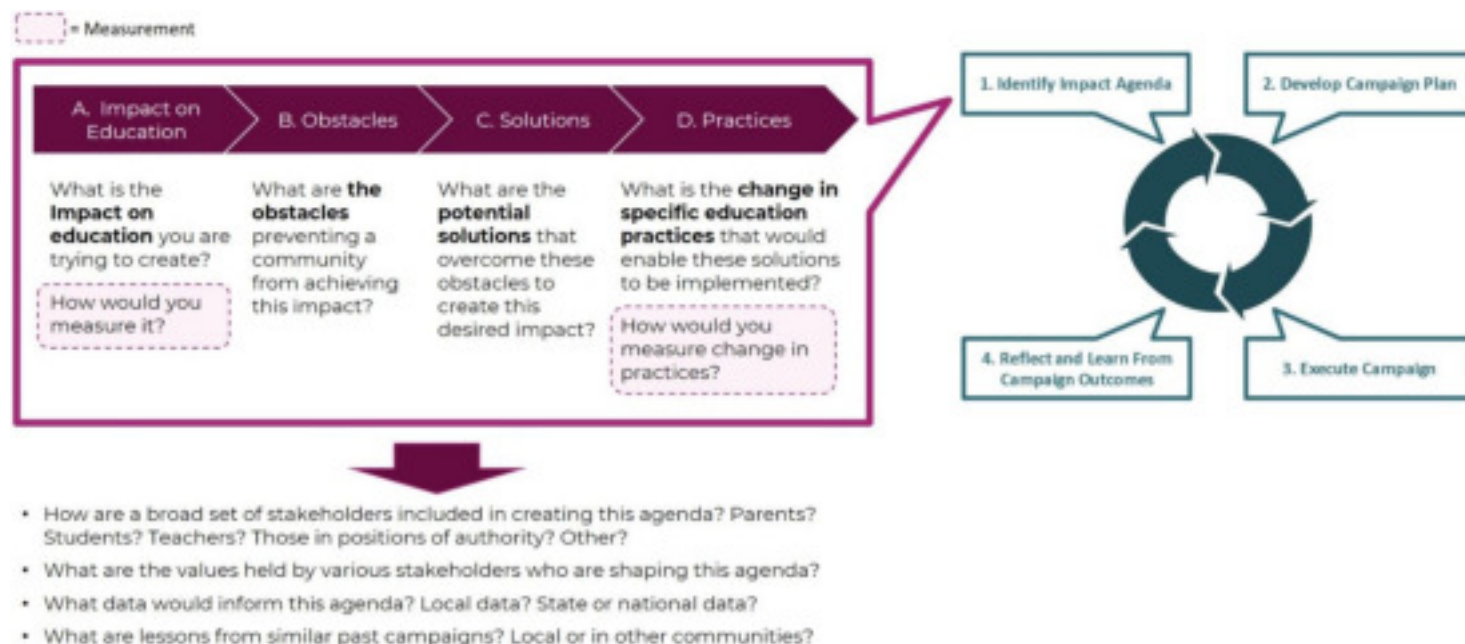 = Measurement
A. Impact on
Education
B. Obstacles
C. Solutions
D. Practices
What is the
Impact on
education you are
trying to create?
How would you
measure it?
What are the
obstacles
preventing a
community
from achieving
this impact?
What are the
potential
solutions that
overcome these
obstacles to
create this
desired impact?
What is the change in
specific education
practices that would
enable these solutions
to be implemented?
How would you
measure change in
practices?
1. Identify Impact Agenda
2. Develop Campaign Plan
4. Reflect and Learn From
Campaign Outcomes
3. Execute Campaign
• How are a broad set of stakeholders included in creating this agenda? Parents?
Students? Teachers? Those in positions of authority? Other?
• What are the values held by various stakeholders who are shaping this agenda?
• What data would inform this agenda? Local data? State or national data?
• What are lessons from similar past campaigns? Local or in other communities?